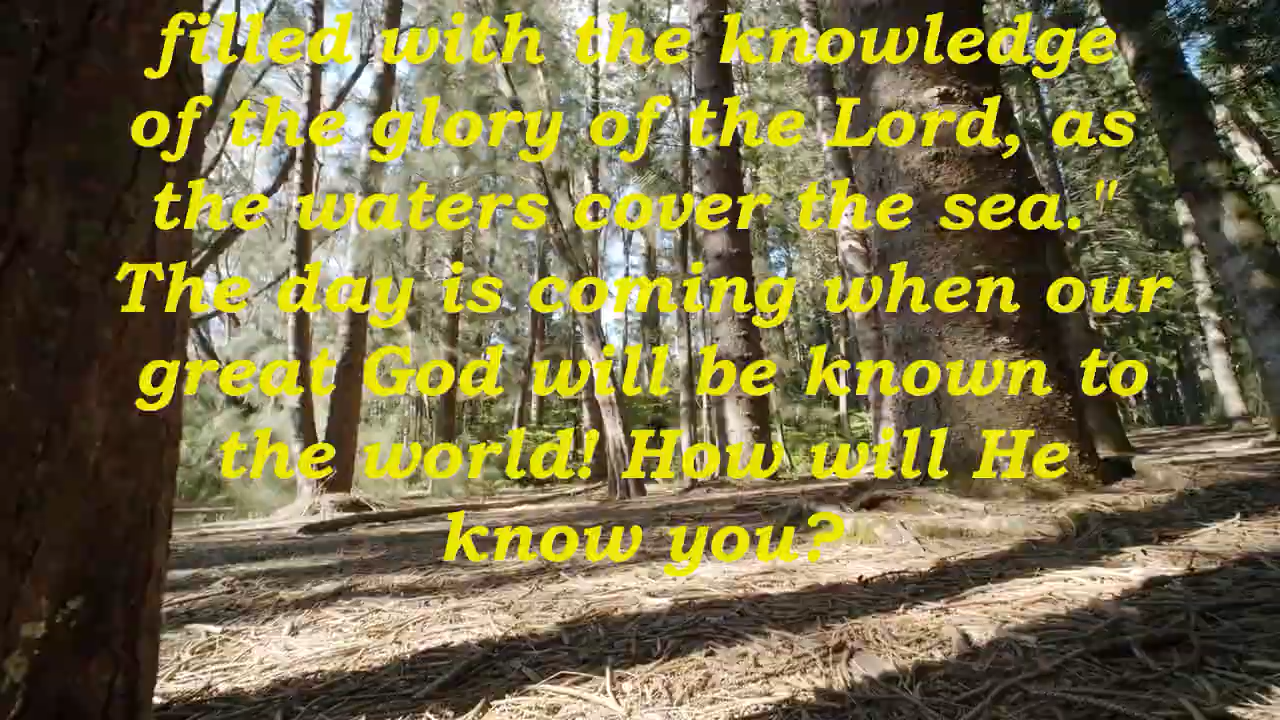 filled with the knowledge
of the glory of the Lord, as
the waters cover the sea."
The day is coming when our
great God will be known to
the world! How will He
know you?